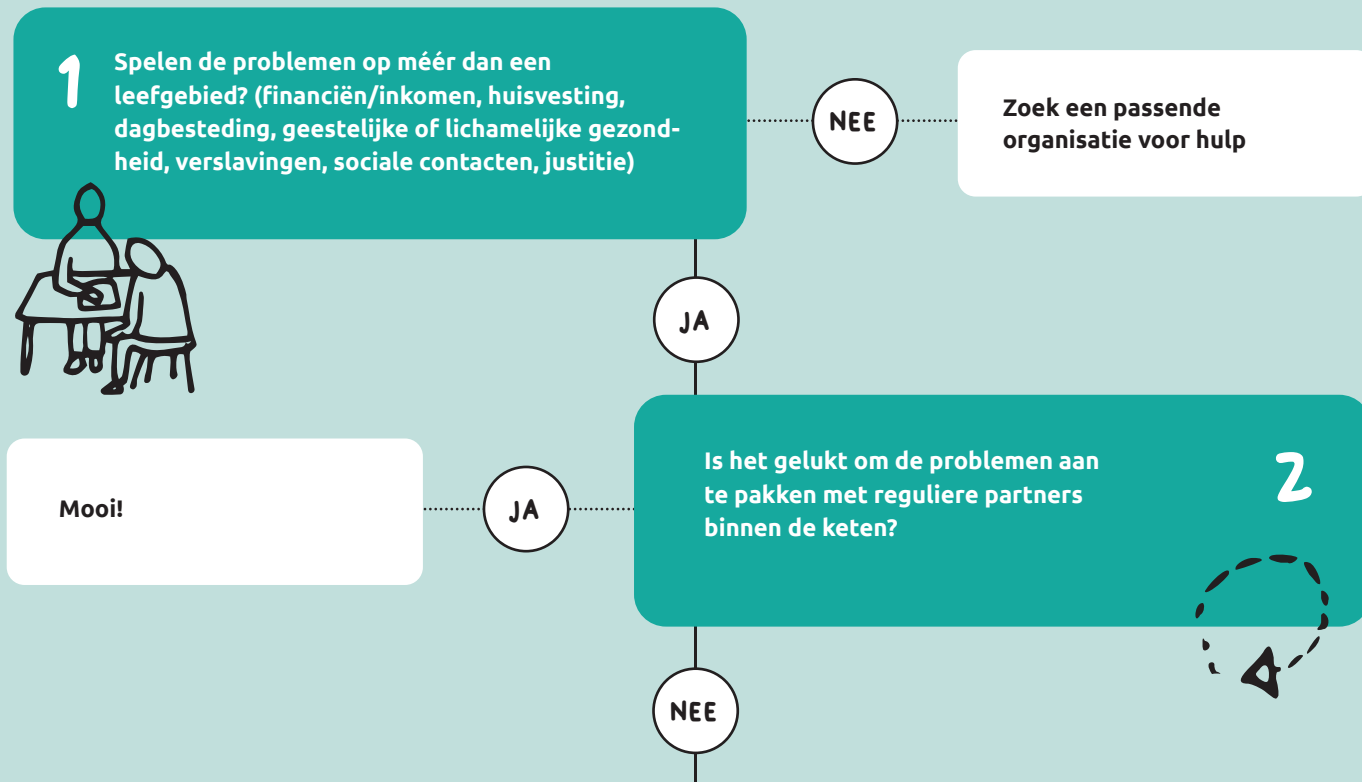 1
Spelen de problemen op méér dan een
leefgebied? (financiën/inkomen, huisvesting,
dagbesteding, geestelijke of lichamelijke gezond-
heid, verslavingen, sociale contacten, justitie)
NEE
Zoek een passende
organisatie voor hulp
JA
Mooi!
JA
Is het gelukt om de problemen aan
te pakken met reguliere partners
binnen de keten?
2
NEE